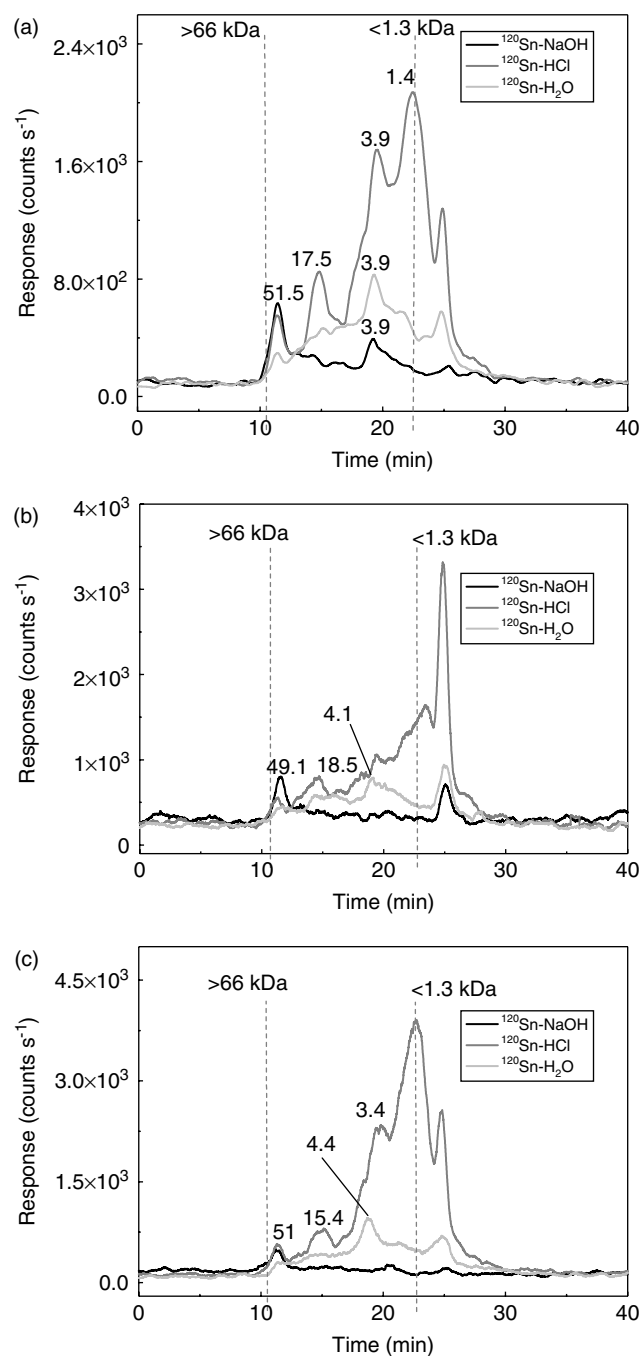 (a)
>66 kDa
<1.3 kDa
¹²⁰Sn-NaOH
¹²⁰Sn-HCl
¹²⁰Sn-H₂O
2.4×10³
1.6×10³
8.0×10²
0.0
Response (counts s⁻¹)
1.4
3.9
17.5
3.9
51.5
3.9
0 10 20 30 40
Time (min)
(b)
>66 kDa
<1.3 kDa
¹²⁰Sn-NaOH
¹²⁰Sn-HCl
¹²⁰Sn-H₂O
4×10³
3×10³
2×10³
1×10³
0
Response (counts s⁻¹)
4.1
49.1
18.5
0 10 20 30 40
Time (min)
(c)
>66 kDa
<1.3 kDa
¹²⁰Sn-NaOH
¹²⁰Sn-HCl
¹²⁰Sn-H₂O
4.5×10³
3.0×10³
1.5×10³
0.0
Response (counts s⁻¹)
3.4
4.4
51
15.4
0 10 20 30 40
Time (min)